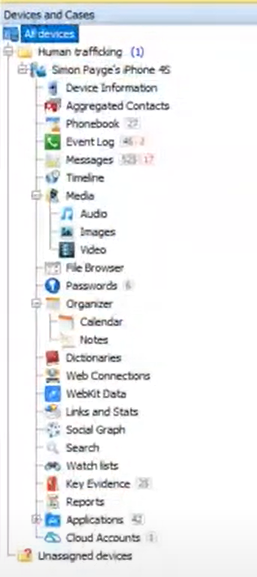 Devices and Cases
All devices
Human trafficking (1)
Simon Payge's iPhone 4S
Device Information
Aggregated Contacts
Phonebook 27
Event Log 45 2
Messages 525 17
Timeline
Media
Audio
Images
Video
File Browser
Passwords 6
Organizer
Calendar
Notes
Dictionaries
Web Connections
WebKit Data
Links and Stats
Social Graph
Search
Watch lists
Key Evidence 25
Reports
Applications 42
Cloud Accounts 1
Unassigned devices